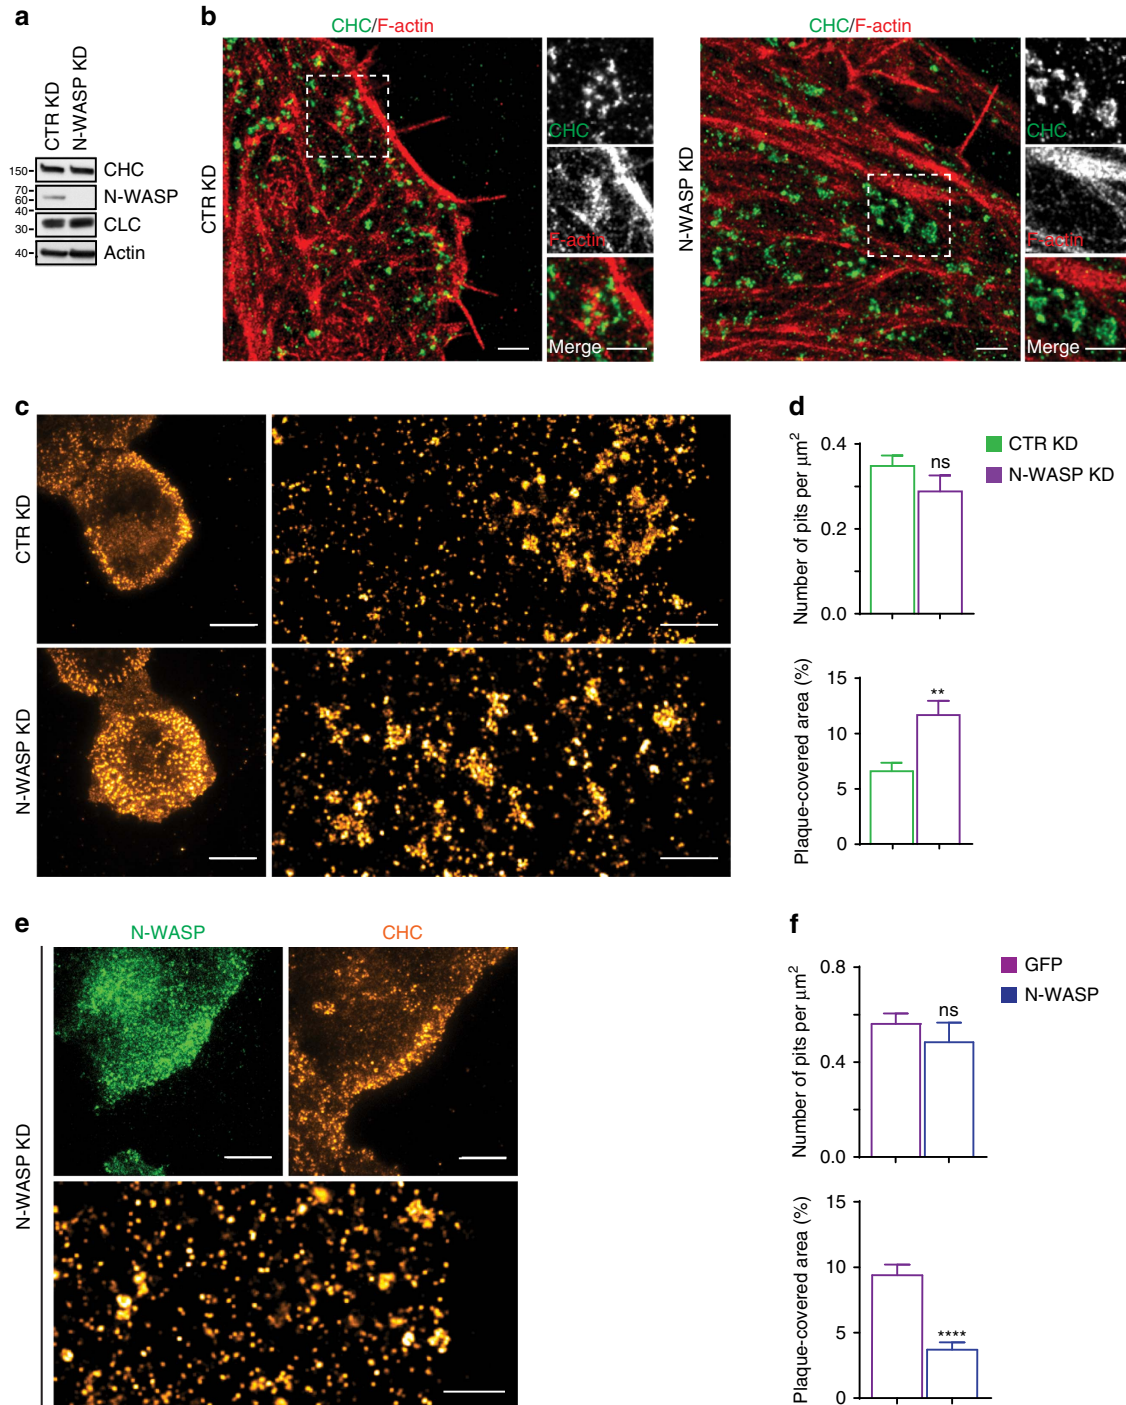 a
CTR KD
N-WASP KD
150
CHC
70
60
40
N-WASP
30
CLC
40
Actin
b
CHC/F-actin
CTR KD
CHC
F-actin
Merge
CHC/F-actin
N-WASP KD
CHC
F-actin
Merge
c
CTR KD
N-WASP KD
d
Number of pits per μm²
0.4
0.2
0.0
ns
CTR KD
N-WASP KD
Plaque-covered area (%)
15
10
5
0
**
e
N-WASP KD
N-WASP
CHC
f
Number of pits per μm²
0.8
0.4
0.0
ns
GFP
N-WASP
Plaque-covered area (%)
15
10
5
0
****